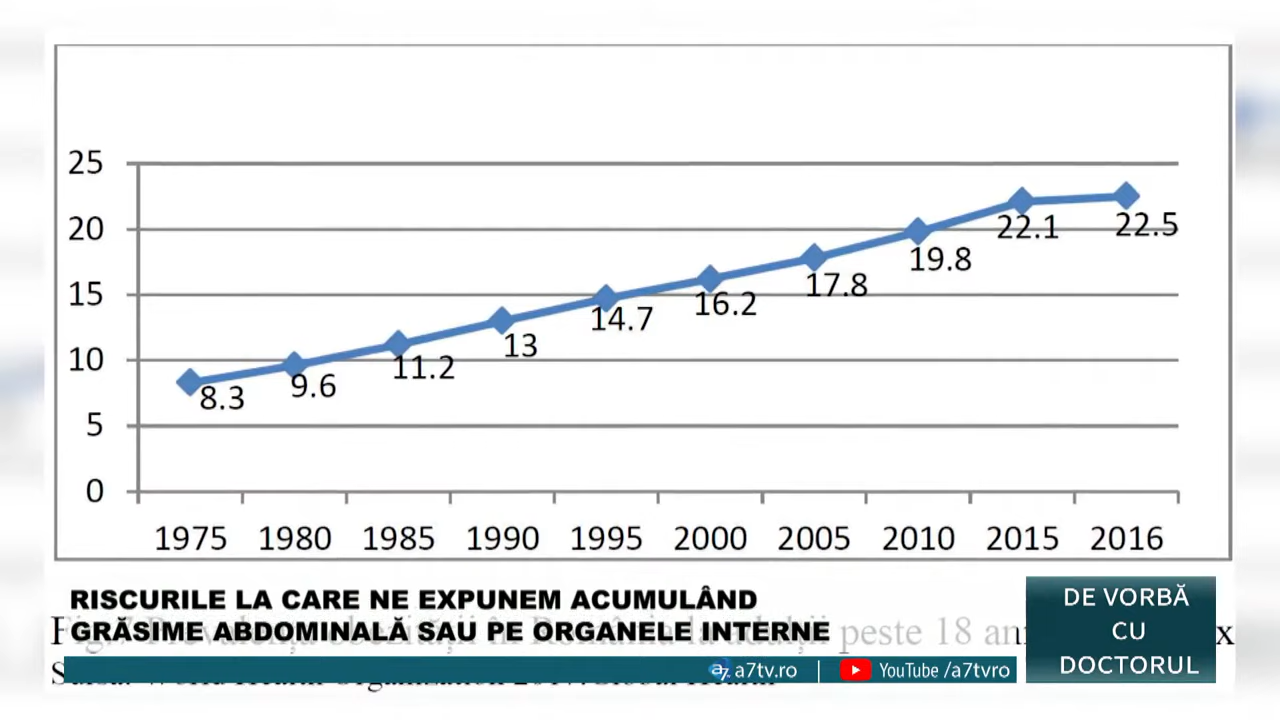 25
20
15
10
5
0
8.3
9.6
11.2
13
14.7
16.2
17.8
19.8
22.1
22.5
1975 1980 1985 1990 1995 2000 2005 2010 2015 2016
RISCURILE LA CARE NE EXPUNEM ACUMULÂND
GRĂSIME ABDOMINALĂ SAU PE ORGANELE INTERNE
peste 18
a7tv.ro | YouTube /a7tvro
DE VORBĂ
CU
DOCTORUL